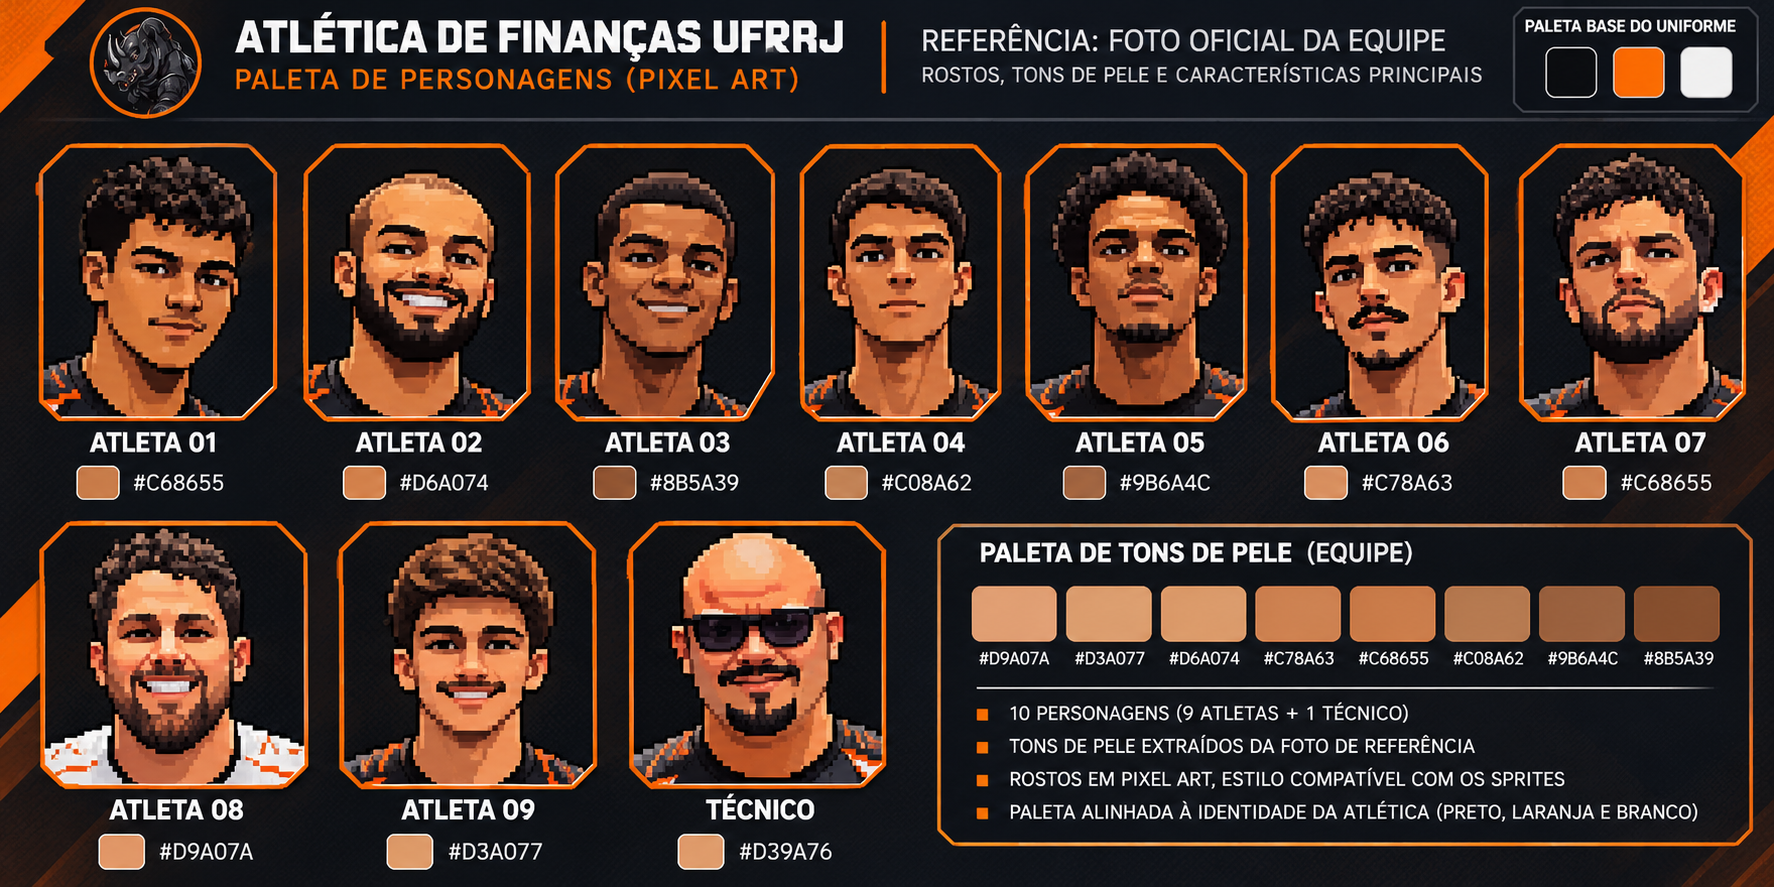 ATLÉTICA DE FINANÇAS UFRRJ
PALETA DE PERSONAGENS (PIXEL ART)
REFERÊNCIA: FOTO OFICIAL DA EQUIPE
ROSTOS, TONS DE PELE E CARACTERÍSTICAS PRINCIPAIS
PALETA BASE DO UNIFORME
ATLETA 01
#C68655
ATLETA 02
#D6A074
ATLETA 03
#8B5A39
ATLETA 04
#C08A62
ATLETA 05
#9B6A4C
ATLETA 06
#C78A63
ATLETA 07
#C68655
ATLETA 08
#D9A07A
ATLETA 09
#D3A077
TÉCNICO
#D39A76
PALETA DE TONS DE PELE (EQUIPE)
#D9A07A #D3A077 #D6A074 #C78A63 #C68655 #C08A62 #9B6A4C #8B5A39
10 PERSONAGENS (9 ATLETAS + 1 TÉCNICO)
TONS DE PELE EXTRAÍDOS DA FOTO DE REFERÊNCIA
ROSTOS EM PIXEL ART, ESTILO COMPATÍVEL COM OS SPRITES
PALETA ALINHADA À IDENTIDADE DA ATLÉTICA (PRETO, LARANJA E BRANCO)